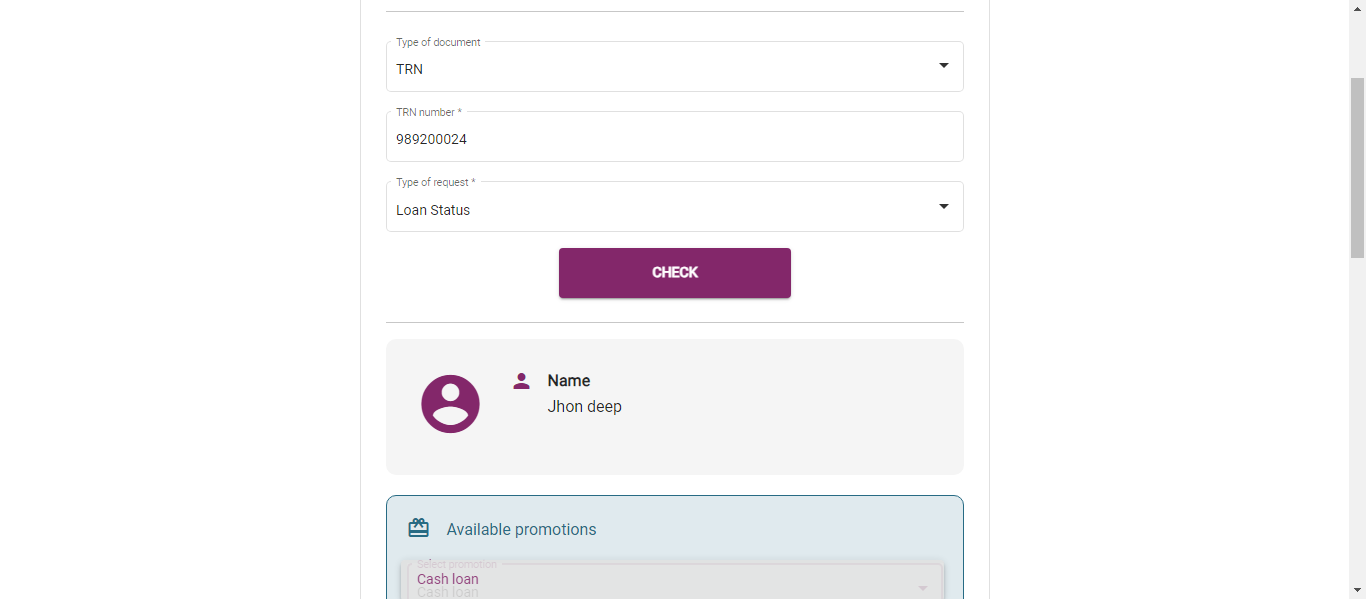 Type of document
TRN
TRN number *
989200024
Type of request *
Loan Status
CHECK
Name
Jhon deep
Available promotions
Select promotion
Cash loan
Cash loan